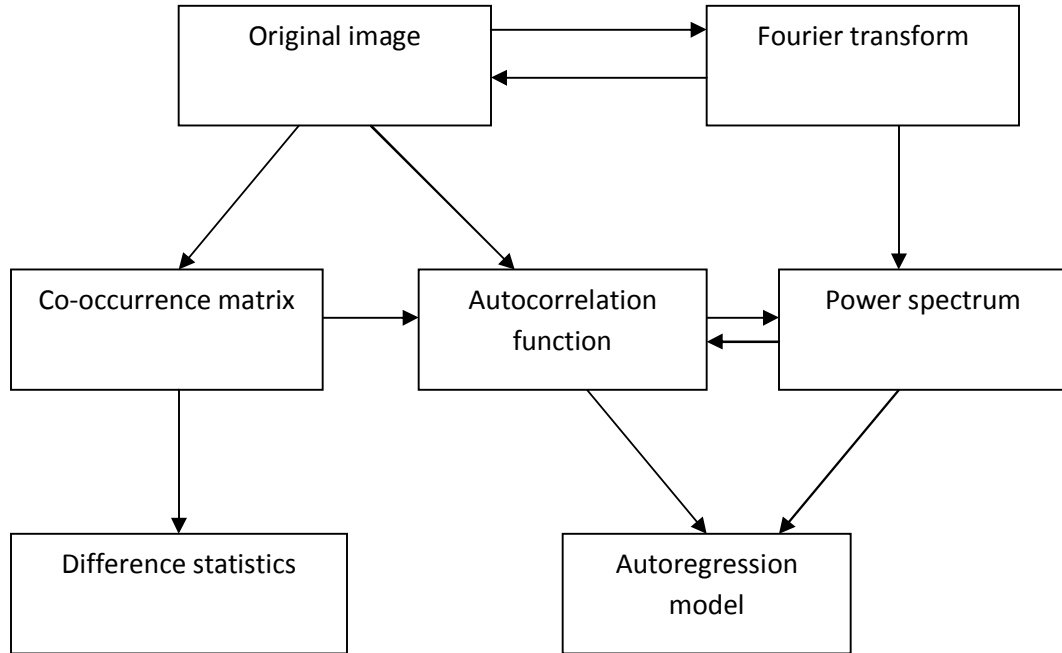 Original image
Fourier transform
Co-occurrence matrix
Autocorrelation
function
Power spectrum
Difference statistics
Autoregression
model